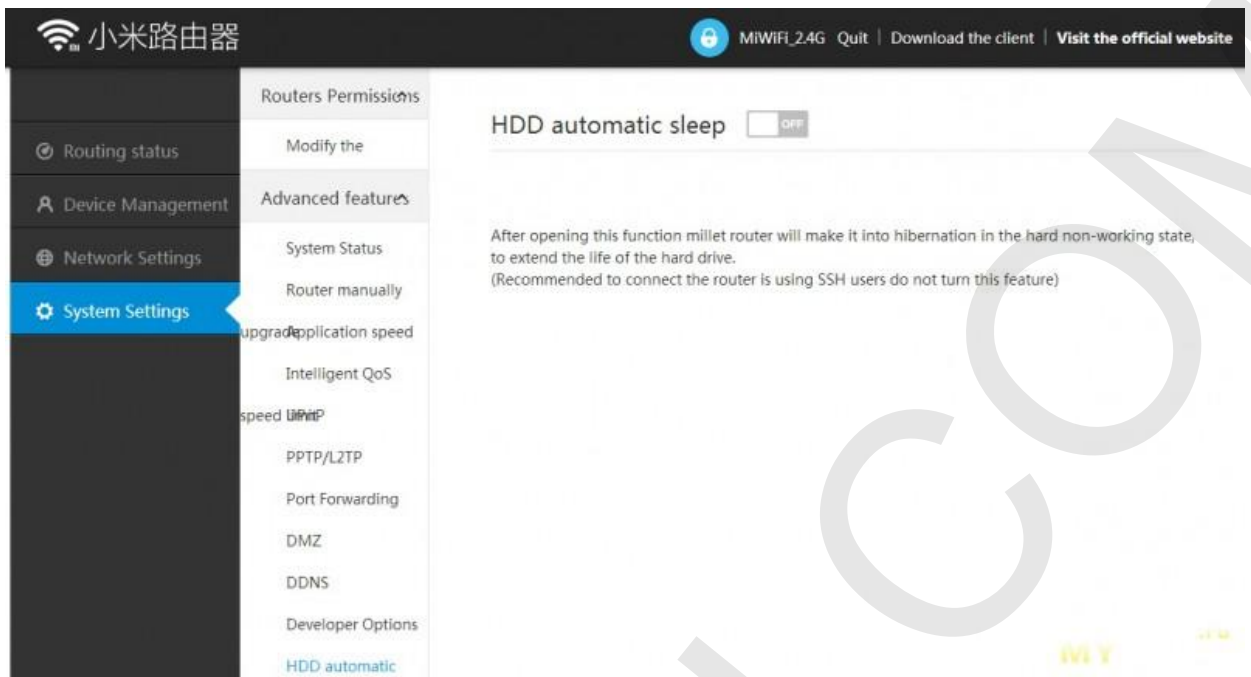 小米路由器
MiWiFi_2.4G Quit | Download the client | Visit the official website
Routing status
Device Management
Network Settings
System Settings
Routers Permissions
Modify the
Advanced features
System Status
Router manually
upgrade Application speed
Intelligent QoS
speed Limit UPnP
PPTP/L2TP
Port Forwarding
DMZ
DDNS
Developer Options
HDD automatic
HDD automatic sleep OFF
After opening this function millet router will make it into hibernation in the hard non-working state,
to extend the life of the hard drive.
(Recommended to connect the router is using SSH users do not turn this feature)
MY